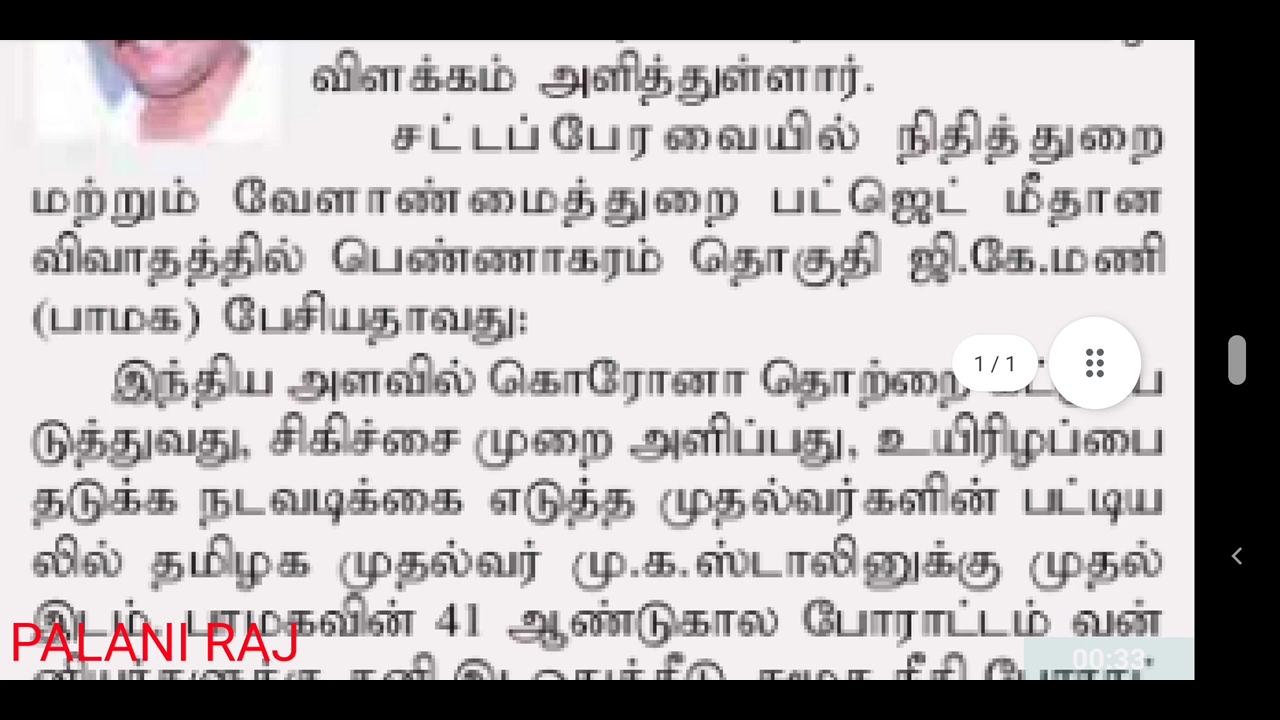 விளக்கம் அளித்துள்ளார்.
சட்டப்பேரவையில் நிதித்துறை
மற்றும் வேளாண்மைத்துறை பட்ஜெட் மீதான
விவாதத்தில் பென்ணாகரம் தொகுதி ஜி.கே.மணி
(பாமக) பேசியதாவது:
இந்திய அளவில் கொரோனா தொற்றை
1 / 1
டுத்துவது, சிகிச்சை முறை அளிப்பது, உயிரிழப்பை
தடுக்க நடவடிக்கை எடுத்த முதல்வர்களின் பட்டிய
லில் தமிழக முதல்வர் மு.க.ஸ்டாலினுக்கு முதல்
இடம். பாமகவின் 41 ஆண்டுகால போராட்டம் வன்
PALANI RAJ
00:33